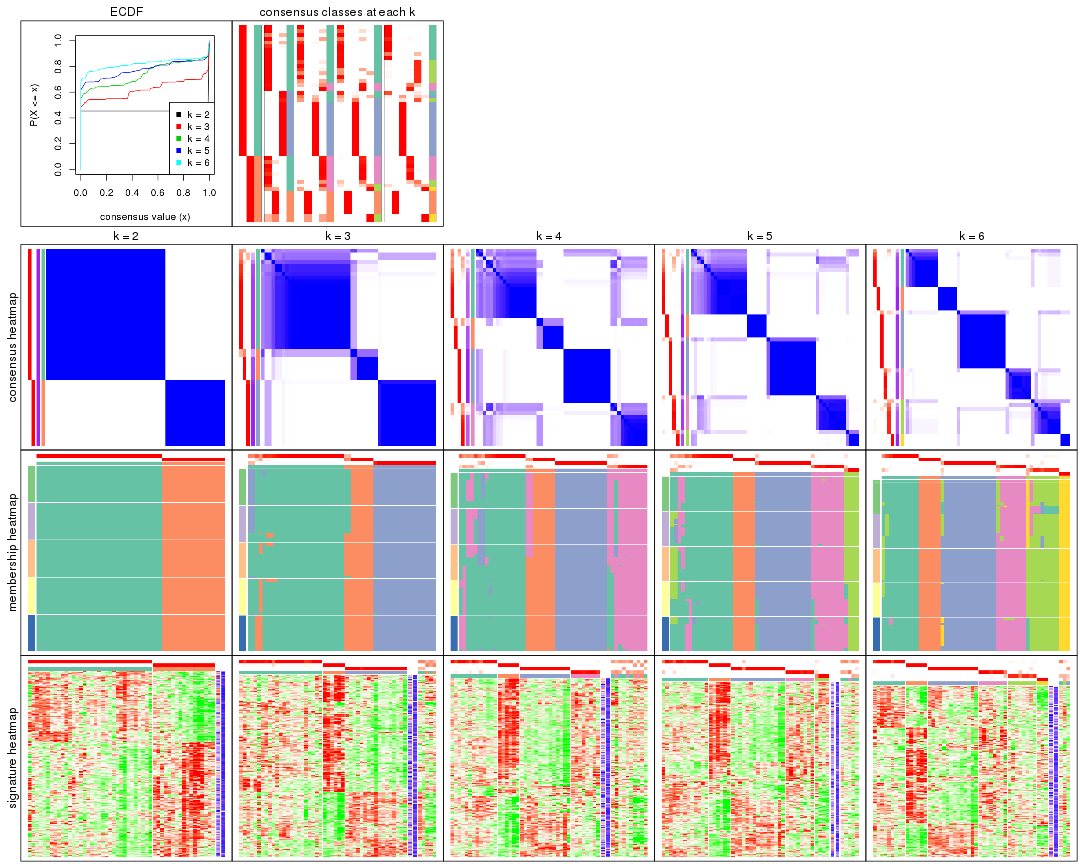 ECDF
consensus classes at each k
P(X <= x)
0.0 0.2 0.4 0.6 0.8 1.0
k = 2
k = 3
k = 4
k = 5
k = 6
0.0 0.2 0.4 0.6 0.8 1.0
consensus value (x)
k = 2 k = 3 k = 4 k = 5 k = 6
consensus heatmap
membership heatmap
signature heatmap